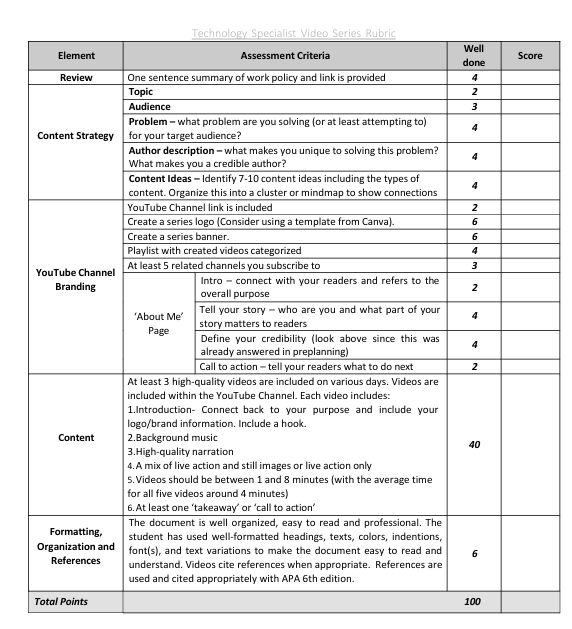 Technology Specialist Video Series Rubric
Element Assessment Criteria Well done Score
Review One sentence summary of work policy and link is provided 4
Content Strategy
Topic 2
Audience 3
Problem – what problem are you solving (or at least attempting to)
for your target audience? 4
Author description – what makes you unique to solving this problem?
What makes you a credible author? 4
Content Ideas – Identify 7-10 content ideas including the types of
content. Organize this into a cluster or mindmap to show connections 4
YouTube Channel
Branding
YouTube Channel link is included 2
Create a series logo (Consider using a template from Canva). 6
Create a series banner. 6
Playlist with created videos categorized 4
At least 5 related channels you subscribe to 3
‘About Me’
Page
Intro – connect with your readers and refers to the
overall purpose 2
Tell your story – who are you and what part of your
story matters to readers 4
Define your credibility (look above since this was
already answered in preplanning) 4
Call to action – tell your readers what to do next 2
Content
At least 3 high-quality videos are included on various days. Videos are
included within the YouTube Channel. Each video includes:
1.Introduction- Connect back to your purpose and include your
logo/brand information. Include a hook.
2.Background music
3.High-quality narration
4.A mix of live action and still images or live action only
5.Videos should be between 1 and 8 minutes (with the average time
for all five videos around 4 minutes)
6.At least one ‘takeaway’ or ‘call to action’
40
Formatting,
Organization and
References
The document is well organized, easy to read and professional. The
student has used well-formatted headings, texts, colors, indentions,
font(s), and text variations to make the document easy to read and
understand. Videos cite references when appropriate. References are
used and cited appropriately with APA 6th edition.
6
Total Points 100